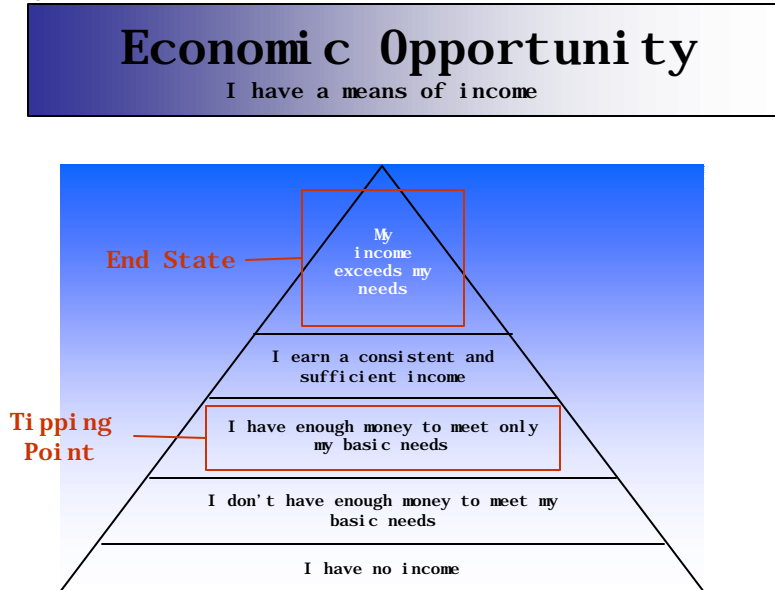 Economic Opportunity
I have a means of income
My
income
exceeds my
needs
End State
I earn a consistent and
sufficient income
Tipping
Point
I have enough money to meet only
my basic needs
I don't have enough money to meet my
basic needs
I have no income